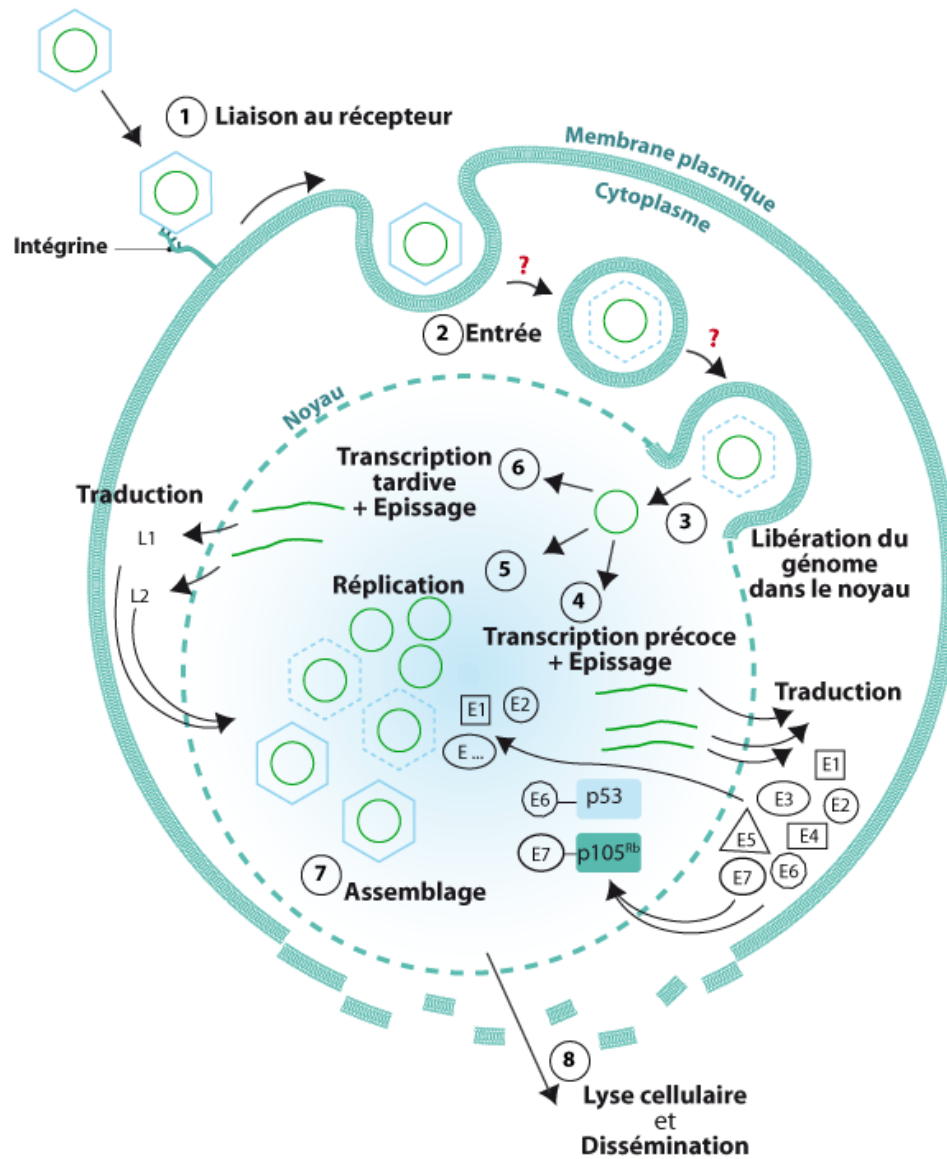 1 Liaison au récepteur
Membrane plasmique
Cytoplasme
Intégrine
?
2 Entrée
?
Noyau
Transcription
tardive
+ Epissage
6
Traduction
L1
L2
3
Libération du
génome
dans le noyau
5
4
Réplication
Transcription précoce
+ Epissage
Traduction
E1
E2
E ...
E1
E3
E2
E5
E4
E7
E6
E6
p53
E7
p105Rb
7
Assemblage
8
Lyse cellulaire
et
Dissémination